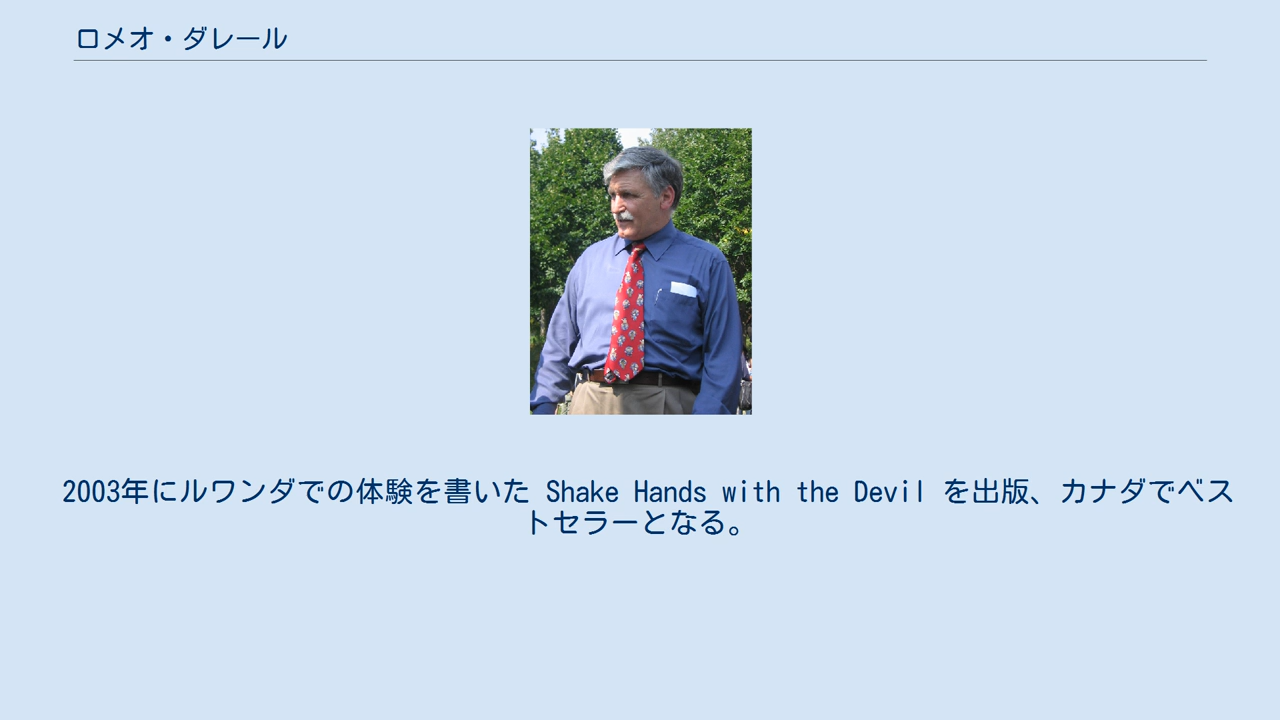 ロメオ・ダレール
2003年にルワンダでの体験を書いた Shake Hands with the Devil を出版、カナダでベス
トセラーとなる。